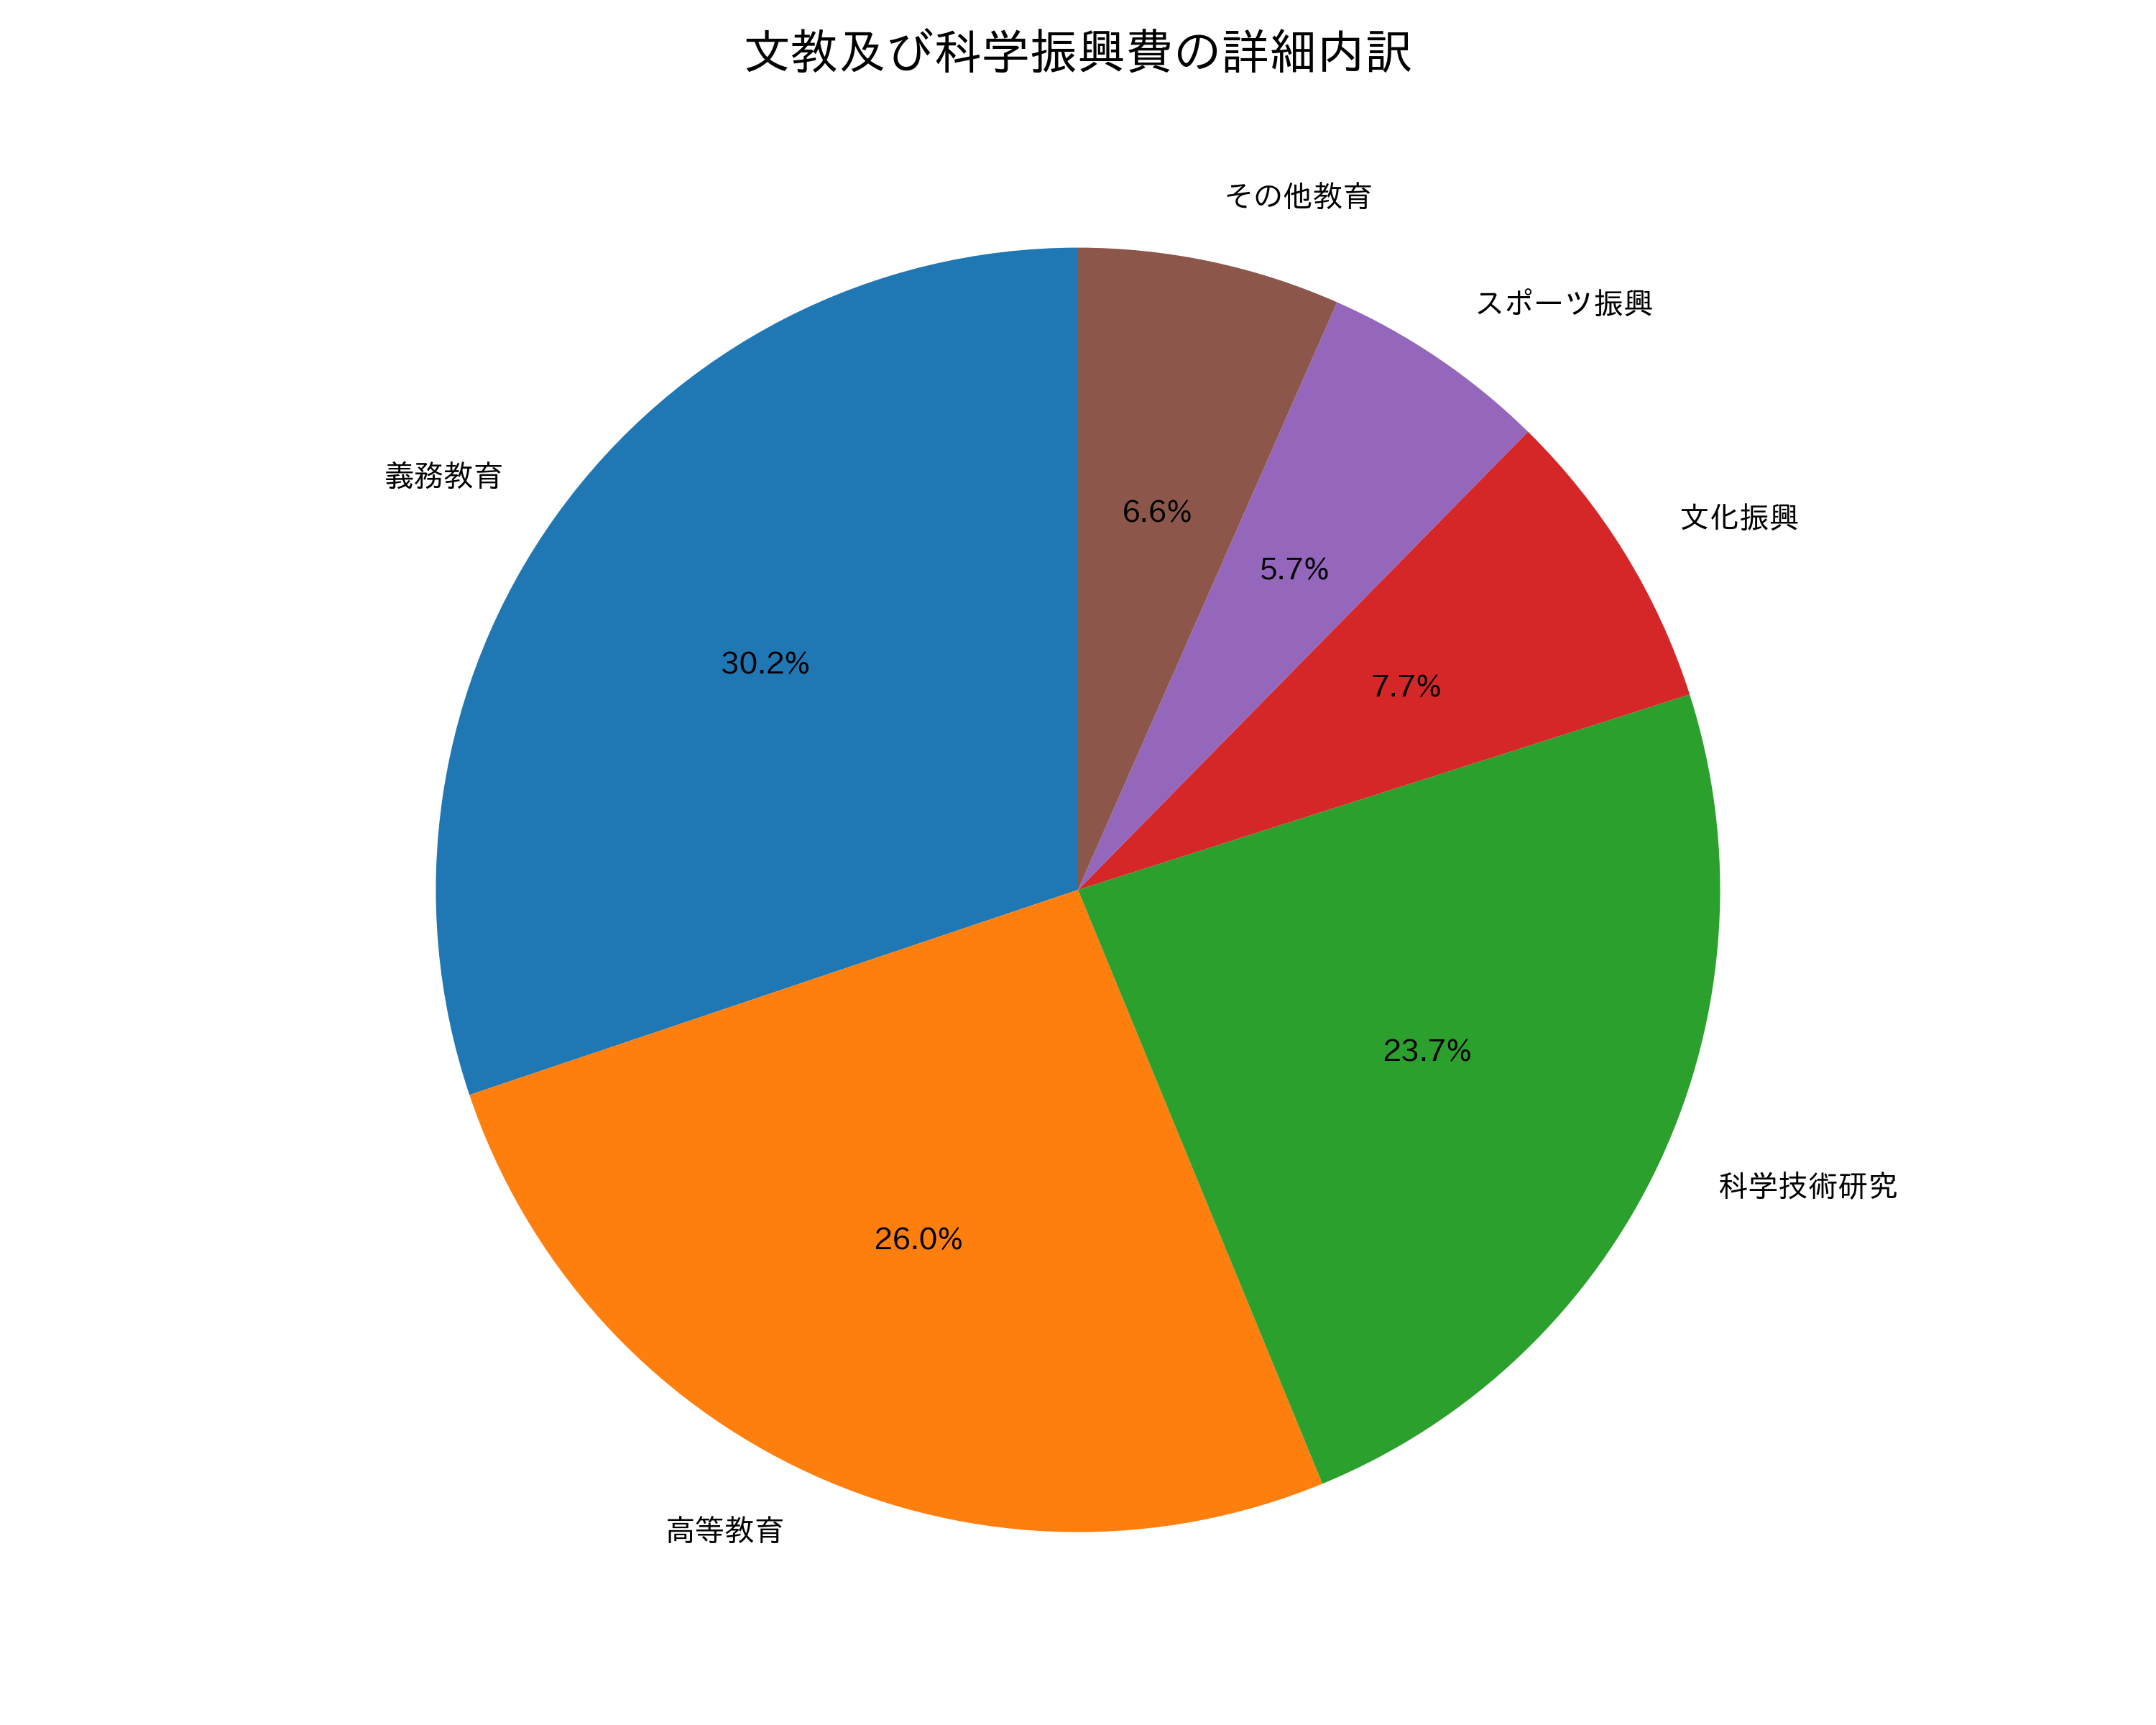 文教及び科学振興費の詳細内訳
その他教育
スポーツ振興
義務教育
文化振興
6.6%
5.7%
30.2%
7.7%
23.7%
科学技術研究
26.0%
高等教育